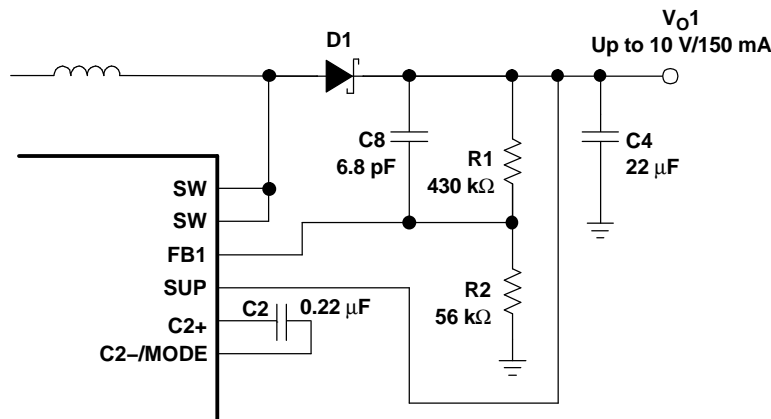 V_O1
Up to 10 V/150 mA
D1
C8
6.8 pF
R1
430 kΩ
C4
22 μF
SW
SW
FB1
SUP
C2+
C2–/MODE
C2
0.22 μF
R2
56 kΩ